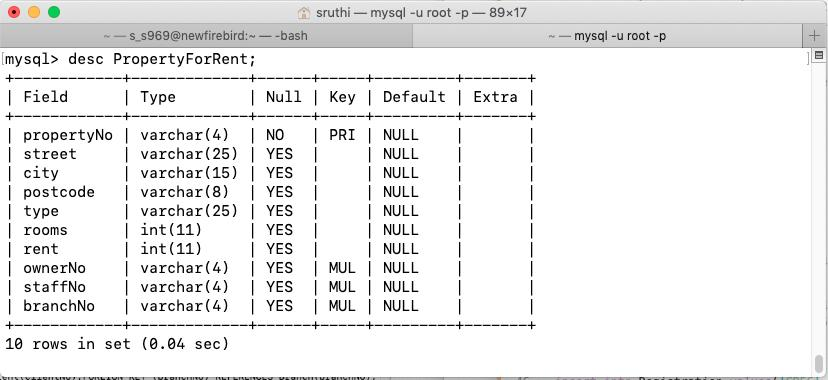 sruthi — mysql -u root -p — 89×17
~ — s_s969@newfirebird:~ — -bash
~ — mysql -u root -p
[mysql> desc PropertyForRent; ]
+------------+-------------+------+-----+---------+-------+
| Field      | Type        | Null | Key | Default | Extra |
+------------+-------------+------+-----+---------+-------+
| propertyNo | varchar(4)  | NO   | PRI | NULL    |       |
| street     | varchar(25) | YES  |     | NULL    |       |
| city       | varchar(15) | YES  |     | NULL    |       |
| postcode   | varchar(8)  | YES  |     | NULL    |       |
| type       | varchar(25) | YES  |     | NULL    |       |
| rooms      | int(11)     | YES  |     | NULL    |       |
| rent       | int(11)     | YES  |     | NULL    |       |
| ownerNo    | varchar(4)  | YES  | MUL | NULL    |       |
| staffNo    | varchar(4)  | YES  | MUL | NULL    |       |
| branchNo   | varchar(4)  | YES  | MUL | NULL    |       |
+------------+-------------+------+-----+---------+-------+
10 rows in set (0.04 sec)